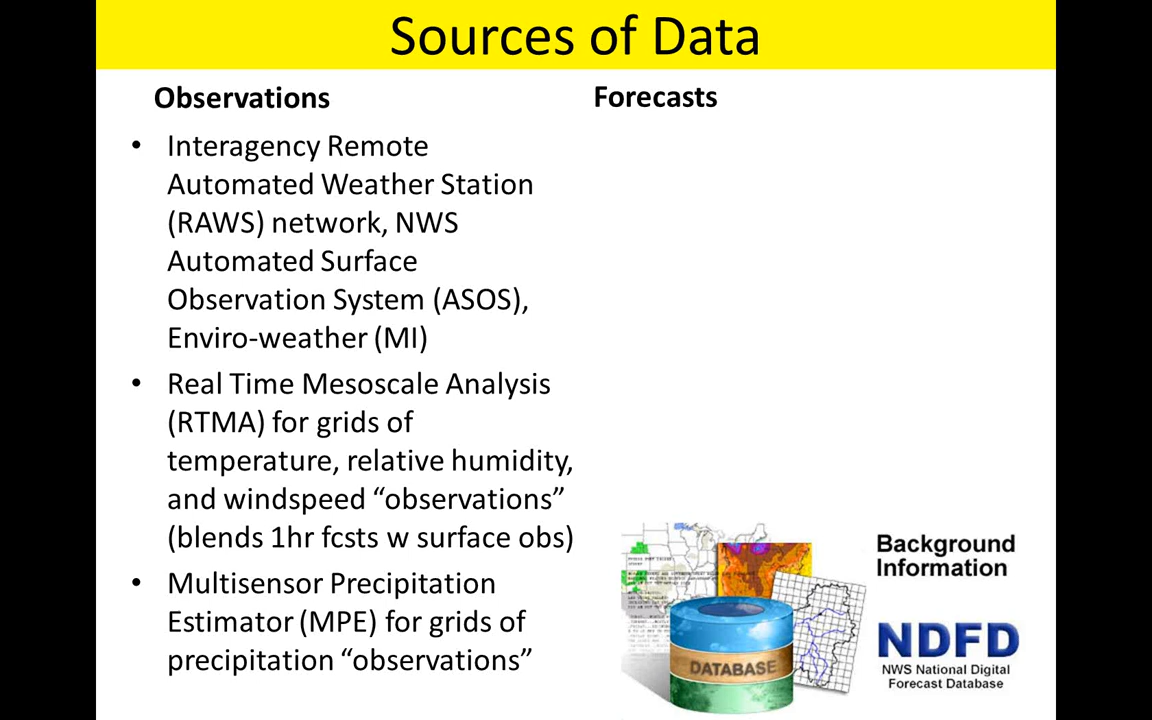 Sources of Data
Observations
• Interagency Remote
Automated Weather Station
(RAWS) network, NWS
Automated Surface
Observation System (ASOS),
Enviro-weather (MI)
• Real Time Mesoscale Analysis
(RTMA) for grids of
temperature, relative humidity,
and windspeed “observations”
(blends 1hr fcsts w surface obs)
• Multisensor Precipitation
Estimator (MPE) for grids of
precipitation “observations”
Forecasts
DATABASE
Background
Information
NDFD
NWS National Digital
Forecast Database